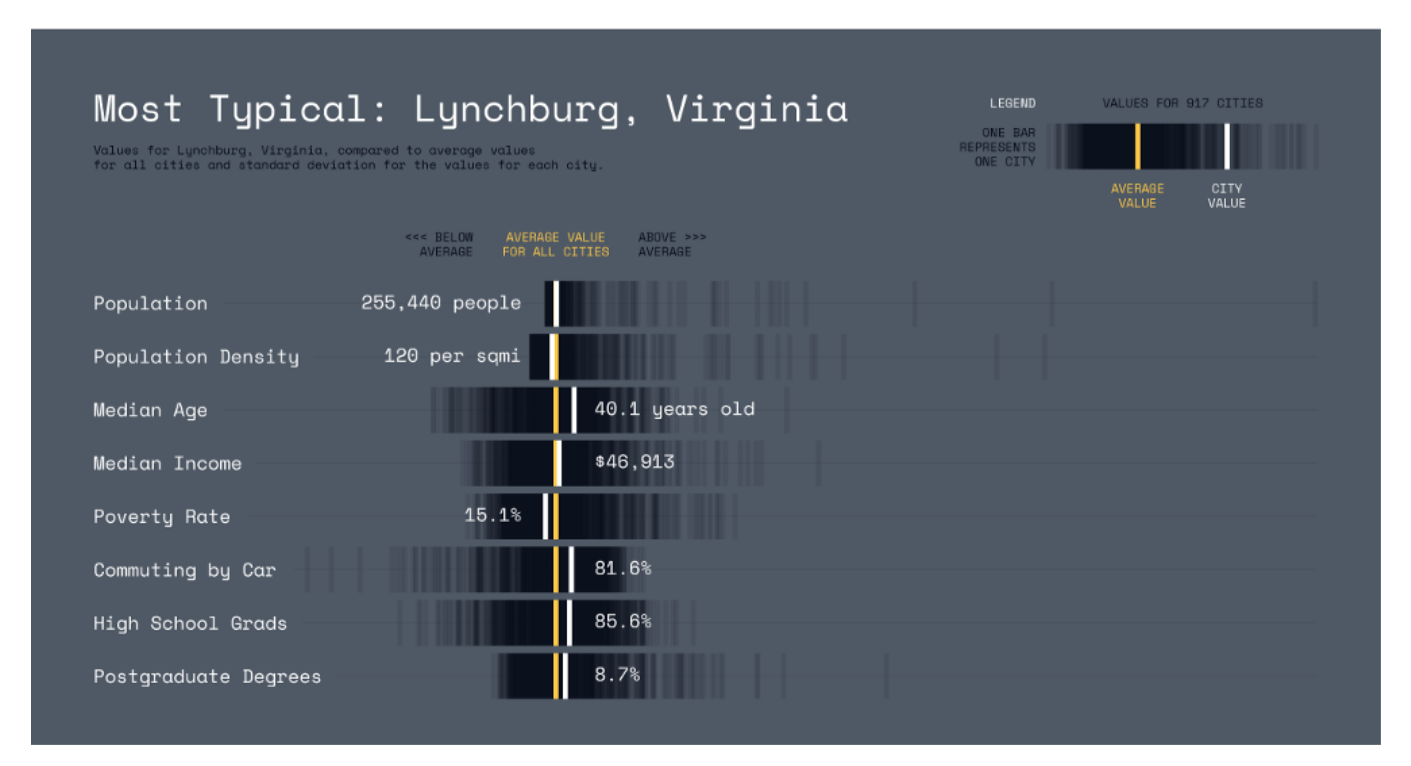 Most Typical: Lynchburg, Virginia
Values for Lynchburg, Virginia, compared to average values
for all cities and standard deviation for the values for each city.
LEGEND
VALUES FOR 917 CITIES
ONE BAR
REPRESENTS
ONE CITY
AVERAGE
VALUE
CITY
VALUE
<<< BELOW
AVERAGE
AVERAGE VALUE
FOR ALL CITIES
ABOVE >>>
AVERAGE
Population 255,440 people
Population Density 120 per sqmi
Median Age 40.1 years old
Median Income $46,913
Poverty Rate 15.1%
Commuting by Car 81.6%
High School Grads 85.6%
Postgraduate Degrees 8.7%